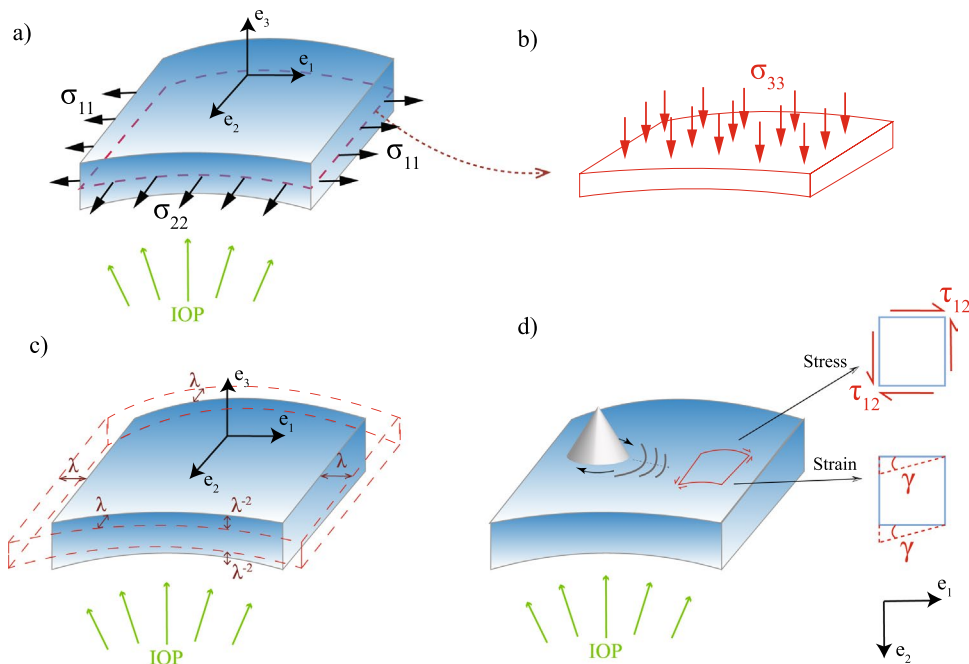 a)
e₃
e₁
e₂
σ₁₁
σ₁₁
σ₂₂
IOP
b)
σ₃₃
c)
λ
e₃
e₁
e₂
λ
λ
λ
λ⁻²
λ⁻²
IOP
d)
Stress
τ₁₂
τ₁₂
Strain
γ
γ
IOP
e₁
e₂